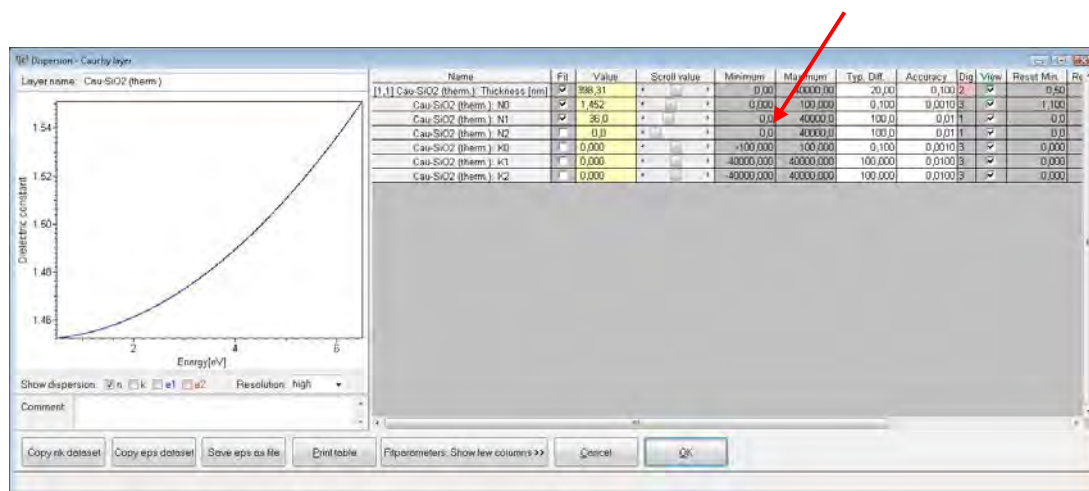 Dispersion - Cauchy layer
Layer name: Cau-SiO2 (therm.)
Name Fit Value Scroll value Minimum Maximum Typ. Diff. Accuracy Dig View Reset Min. Re
[1,1] Cau-SiO2 (therm.): Thickness [nm] 398,31 0,00 40000,00 20,00 0,100 2 0,50
Cau-SiO2 (therm.): N0 1,452 0,000 100,000 0,100 0,0010 3 1,100
Cau-SiO2 (therm.): N1 36,0 0,0 40000,0 100,0 0,01 1 0,0
Cau-SiO2 (therm.): N2 0,0 0,0 40000,0 100,0 0,01 1 0,0
Cau-SiO2 (therm.): K0 0,000 -100,000 100,000 0,100 0,0010 3 0,000
Cau-SiO2 (therm.): K1 0,000 -40000,000 40000,000 100,000 0,0100 3 0,000
Cau-SiO2 (therm.): K2 0,000 -40000,000 40000,000 100,000 0,0100 3 0,000
Dielectric constant
1.54
1.52
1.50
1.48
1.46
2 4 6
Energy[eV]
Show dispersion: n k e1 e2 Resolution: high
Comment:
Copy nk dataset Copy eps dataset Save eps as file Print table Fitparameters: Show few columns >> Cancel OK